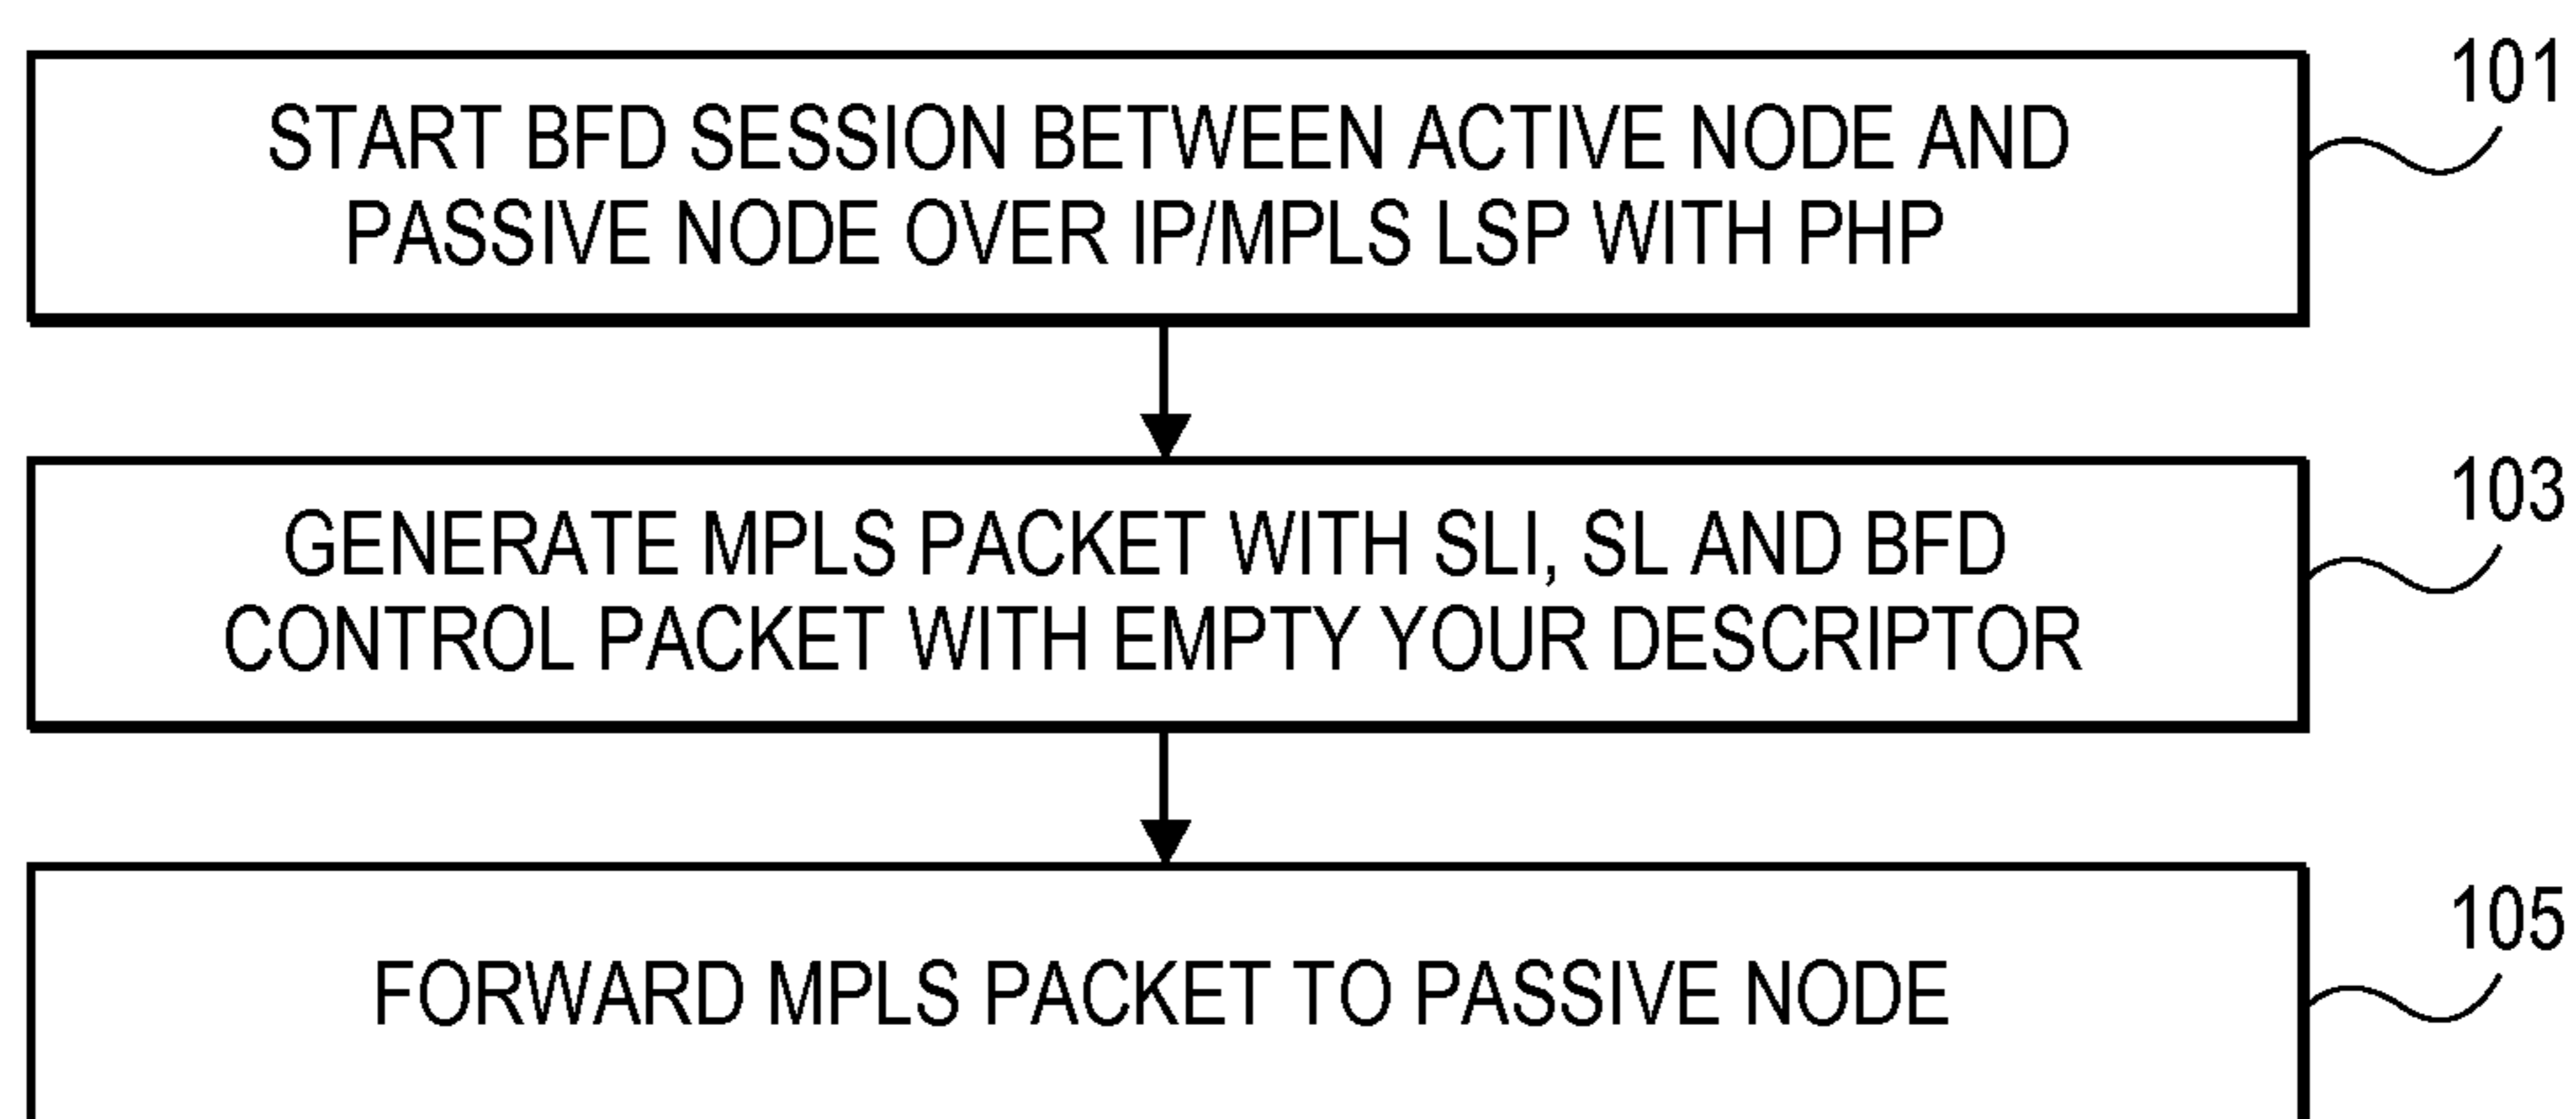 START BFD SESSION BETWEEN ACTIVE NODE AND
PASSIVE NODE OVER IP/MPLS LSP WITH PHP
101
GENERATE MPLS PACKET WITH SLI, SL AND BFD
CONTROL PACKET WITH EMPTY YOUR DESCRIPTOR
103
FORWARD MPLS PACKET TO PASSIVE NODE
105